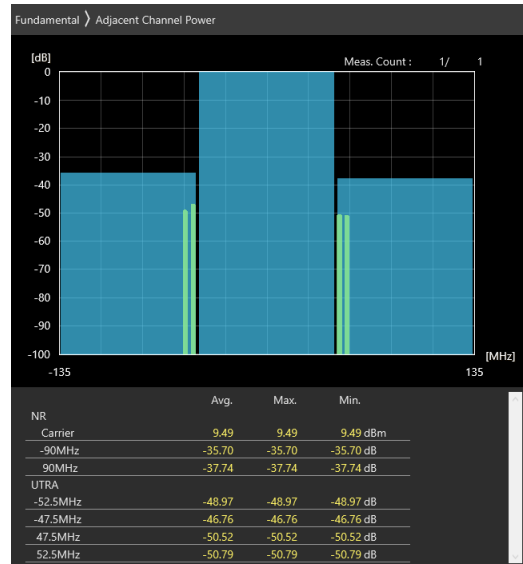 Fundamental 〉 Adjacent Channel Power
[dB]
Meas. Count : 1/ 1
0
-10
-20
-30
-40
-50
-60
-70
-80
-90
-100
[MHz]
-135 135
Avg. Max. Min.
NR
Carrier 9.49 9.49 9.49 dBm
-90MHz -35.70 -35.70 -35.70 dB
90MHz -37.74 -37.74 -37.74 dB
UTRA
-52.5MHz -48.97 -48.97 -48.97 dB
-47.5MHz -46.76 -46.76 -46.76 dB
47.5MHz -50.52 -50.52 -50.52 dB
52.5MHz -50.79 -50.79 -50.79 dB